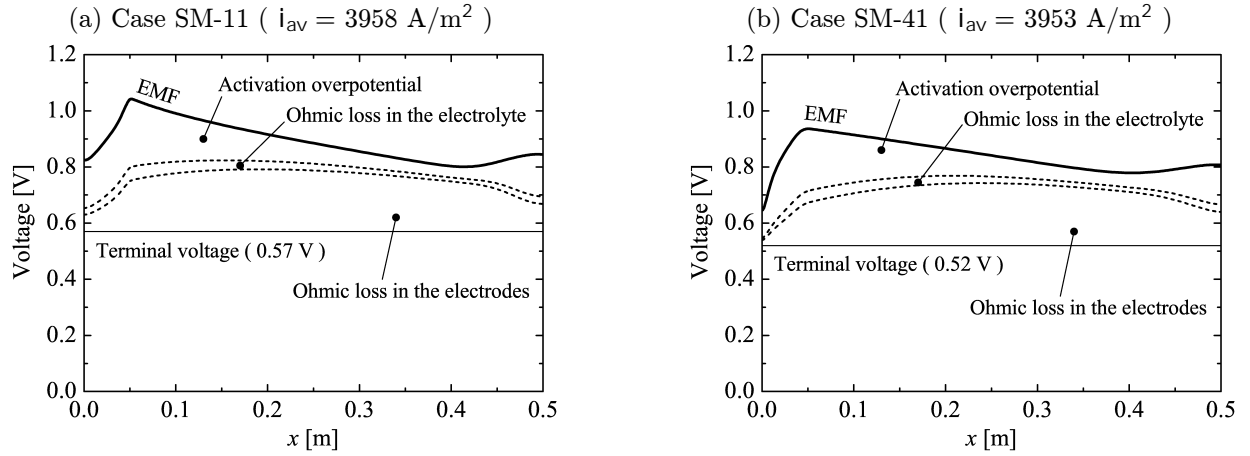 (a) Case SM-11 ( i_av = 3958 A/m² )
1.2
1.0
0.8
0.6
0.4
0.2
0.0
Voltage [V]
EMF
Activation overpotential
Ohmic loss in the electrolyte
Terminal voltage ( 0.57 V )
Ohmic loss in the electrodes
0.0 0.1 0.2 0.3 0.4 0.5
x [m]
(b) Case SM-41 ( i_av = 3953 A/m² )
1.2
1.0
0.8
0.6
0.4
0.2
0.0
Voltage [V]
EMF
Activation overpotential
Ohmic loss in the electrolyte
Terminal voltage ( 0.52 V )
Ohmic loss in the electrodes
0.0 0.1 0.2 0.3 0.4 0.5
x [m]